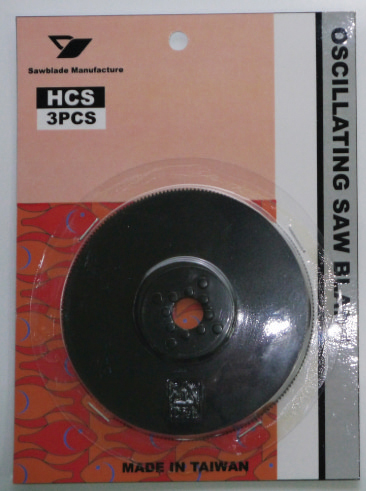 Sawblade Manufacture
HCS
3PCS
OSCILLATING SAW BLA
MADE IN TAIWAN